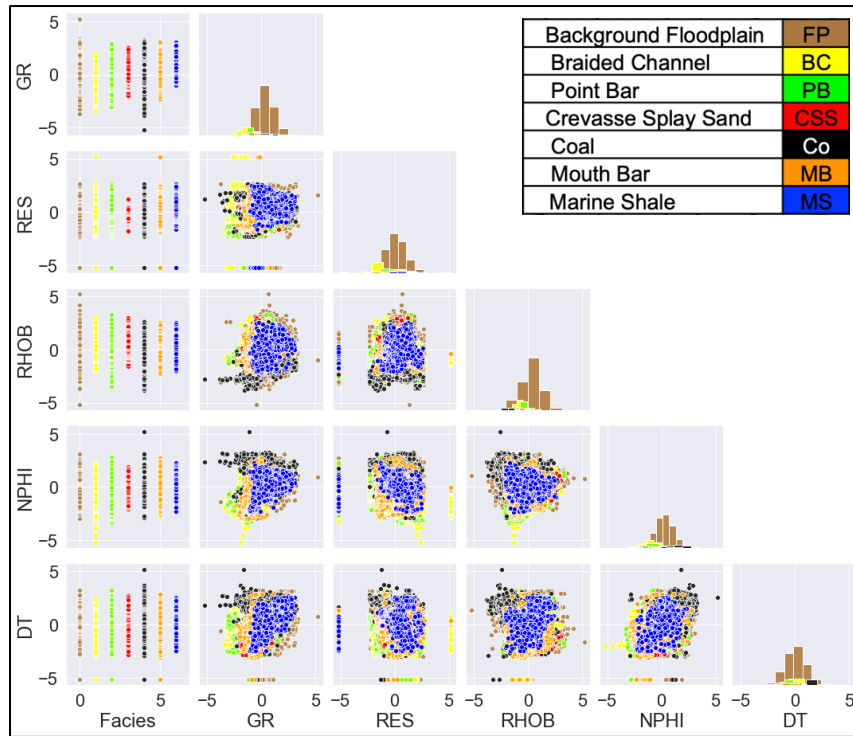 5
GR
0
−5
Background Floodplain FP
Braided Channel BC
Point Bar PB
Crevasse Splay Sand CSS
Coal Co
Mouth Bar MB
Marine Shale MS
5
RES
0
−5
5
RHOB
0
−5
5
NPHI
0
−5
5
DT
0
−5
0 5 −5 0 5 −5 0 5 −5 0 5 −5 0 5 −5 0 5
Facies GR RES RHOB NPHI DT